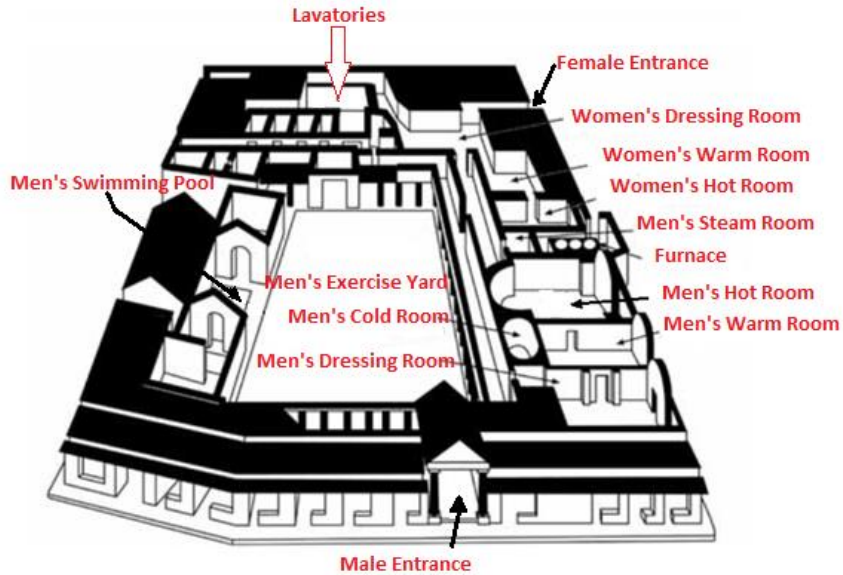 Lavatories
Female Entrance
Women's Dressing Room
Women's Warm Room
Men's Swimming Pool
Women's Hot Room
Men's Steam Room
Furnace
Men's Exercise Yard
Men's Hot Room
Men's Cold Room
Men's Warm Room
Men's Dressing Room
Male Entrance